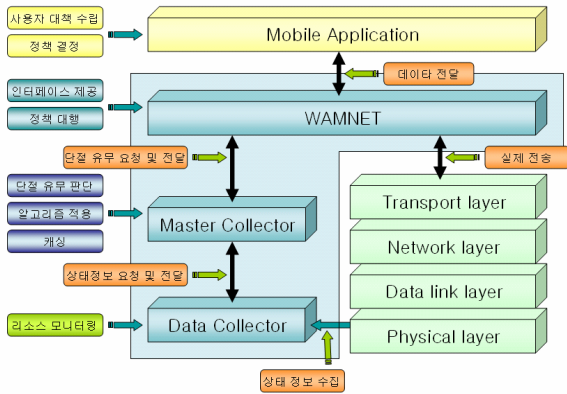 사용자 대책 수립
정책 결정
Mobile Application
데이타 전달
인터페이스 제공
정책 대행
WAMNET
단절 유무 요청 및 전달
실제 전송
단절 유무 판단
알고리즘 적용
캐싱
Master Collector
Transport layer
Network layer
상태정보 요청 및 전달
Data link layer
리소스 모니터링
Data Collector
Physical layer
상태 정보 수집